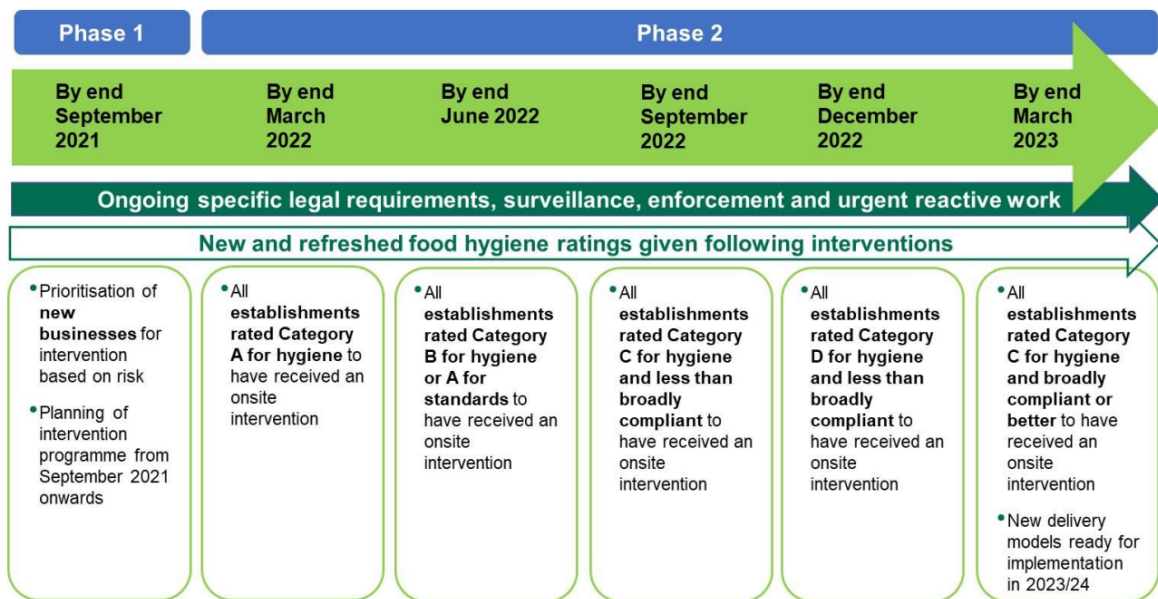 Phase 1
Phase 2
By end
September
2021
By end
March
2022
By end
June 2022
By end
September
2022
By end
December
2022
By end
March
2023
Ongoing specific legal requirements, surveillance, enforcement and urgent reactive work
New and refreshed food hygiene ratings given following interventions
•Prioritisation of
new
businesses for
intervention
based on risk
•Planning of
intervention
programme from
September 2021
onwards
•All
establishments
rated Category
A for hygiene to
have received an
onsite
intervention
•All
establishments
rated Category
B for hygiene
or A for
standards to
have received an
onsite
intervention
•All
establishments
rated Category
C for hygiene
and less than
broadly
compliant to
have received an
onsite
intervention
•All
establishments
rated Category
D for hygiene
and less than
broadly
compliant to
have received an
onsite
intervention
•All
establishments
rated Category
C for hygiene
and broadly
compliant or
better to have
received an
onsite
intervention
•New delivery
models ready for
implementation
in 2023/24